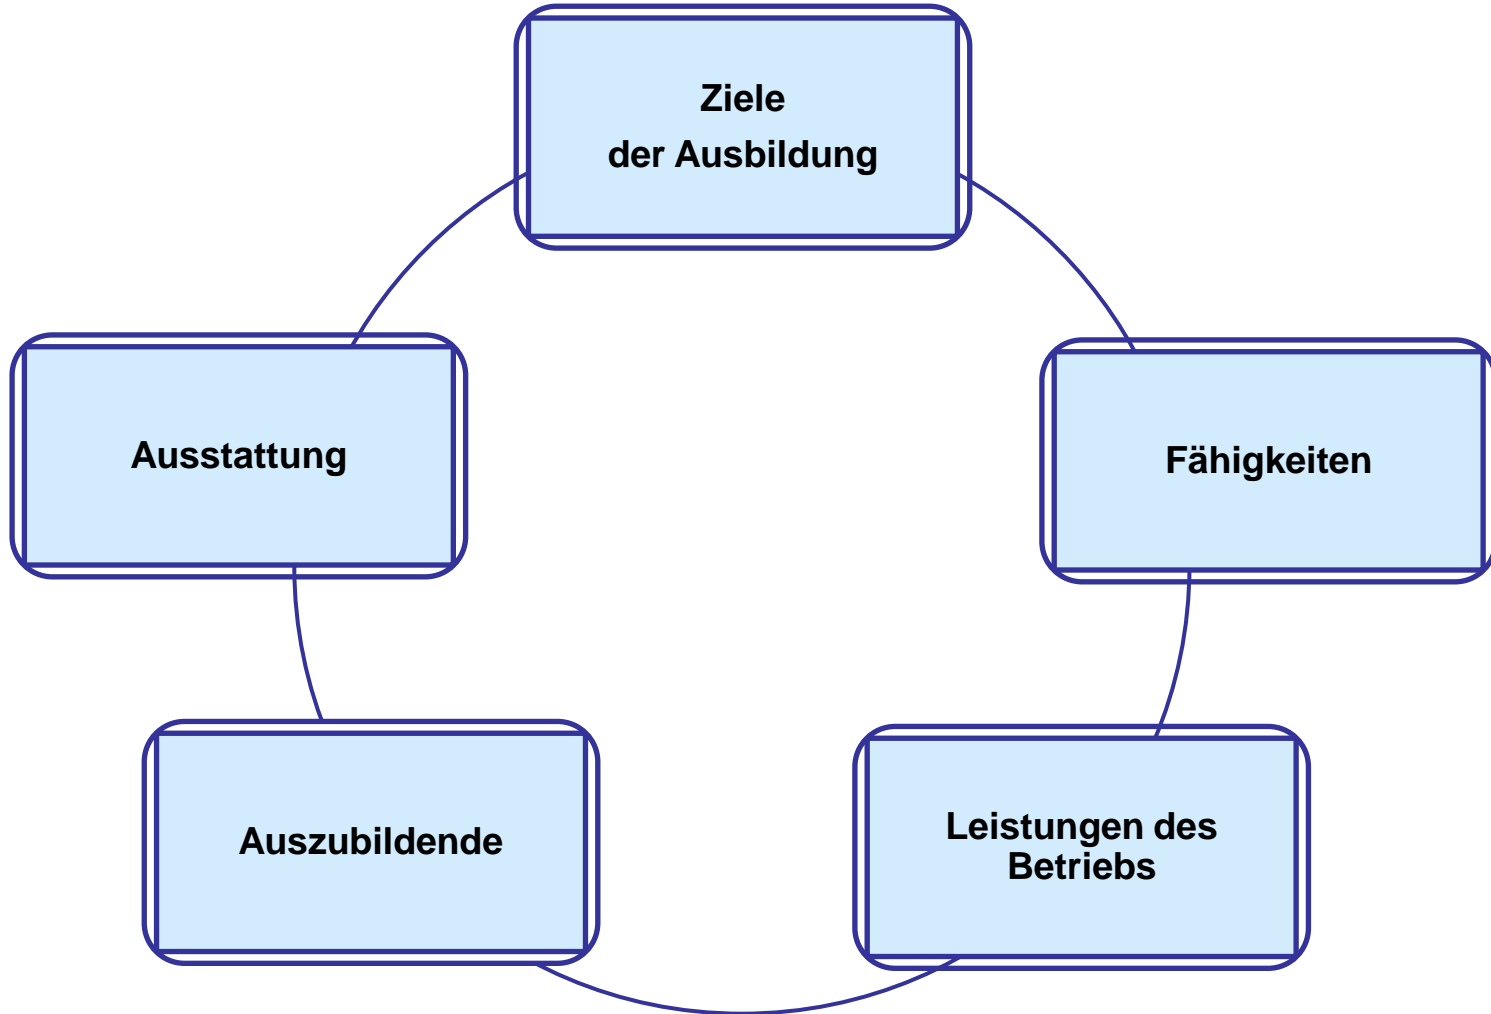 Ziele
der Ausbildung
Ausstattung
Fähigkeiten
Auszubildende
Leistungen des
Betriebs